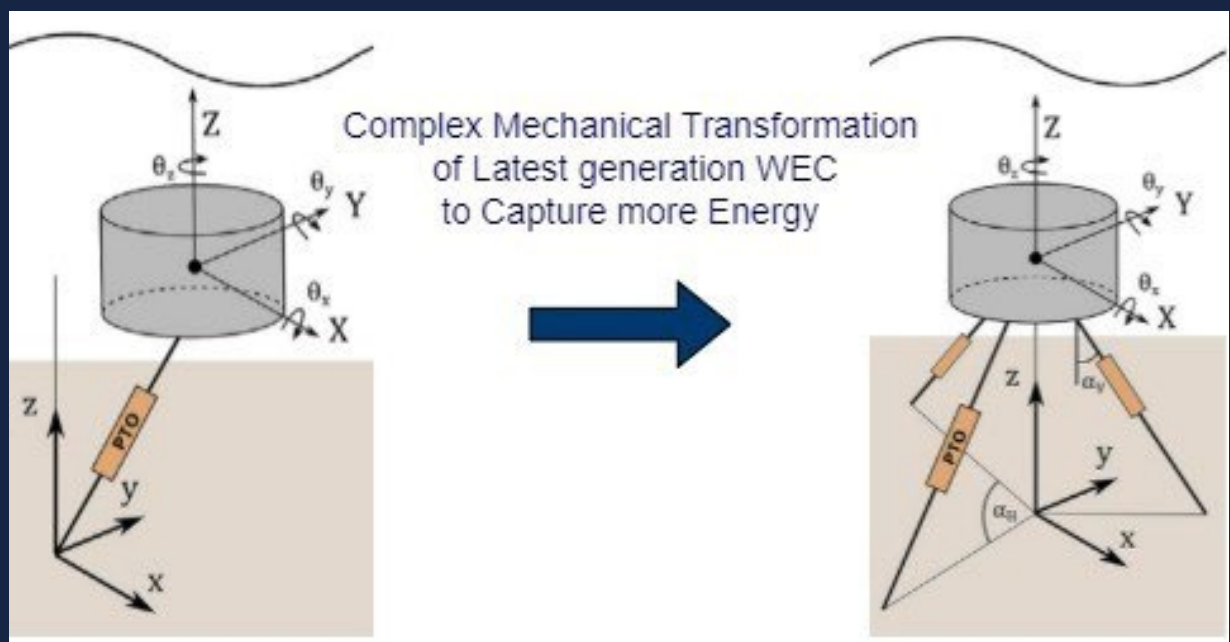 Complex Mechanical Transformation
of Latest generation WEC
to Capture more Energy
Z
θz
θy
Y
θx
X
z
PTO
y
x
Z
θz
θy
Y
θx
X
z
αv
PTO
y
αH
x